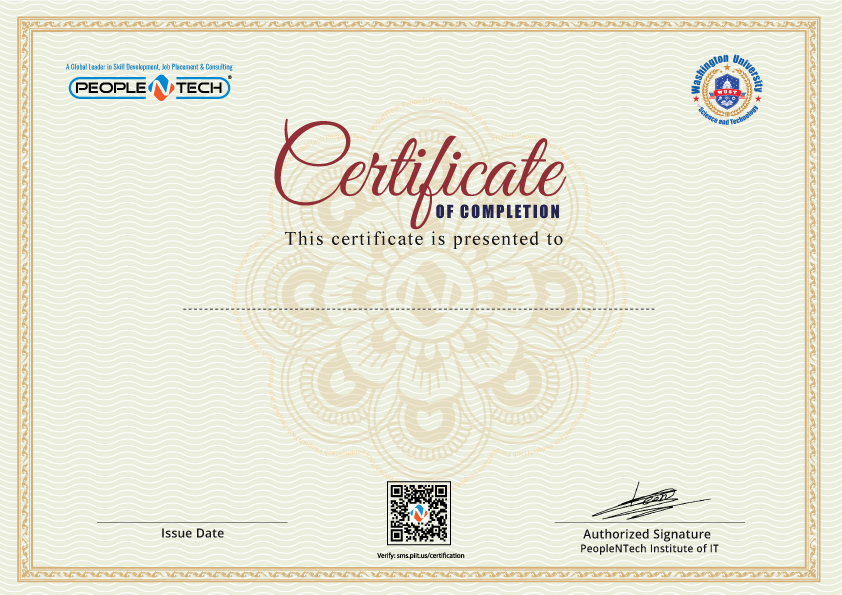 A Global Leader in Skill Development, Job Placement & Consulting
PEOPLE N TECH®
Washington University
WUST
Science and Technology
Certificate
OF COMPLETION
This certificate is presented to
Issue Date
Verify: sms.piit.us/certification
Authorized Signature
PeopleNTech Institute of IT